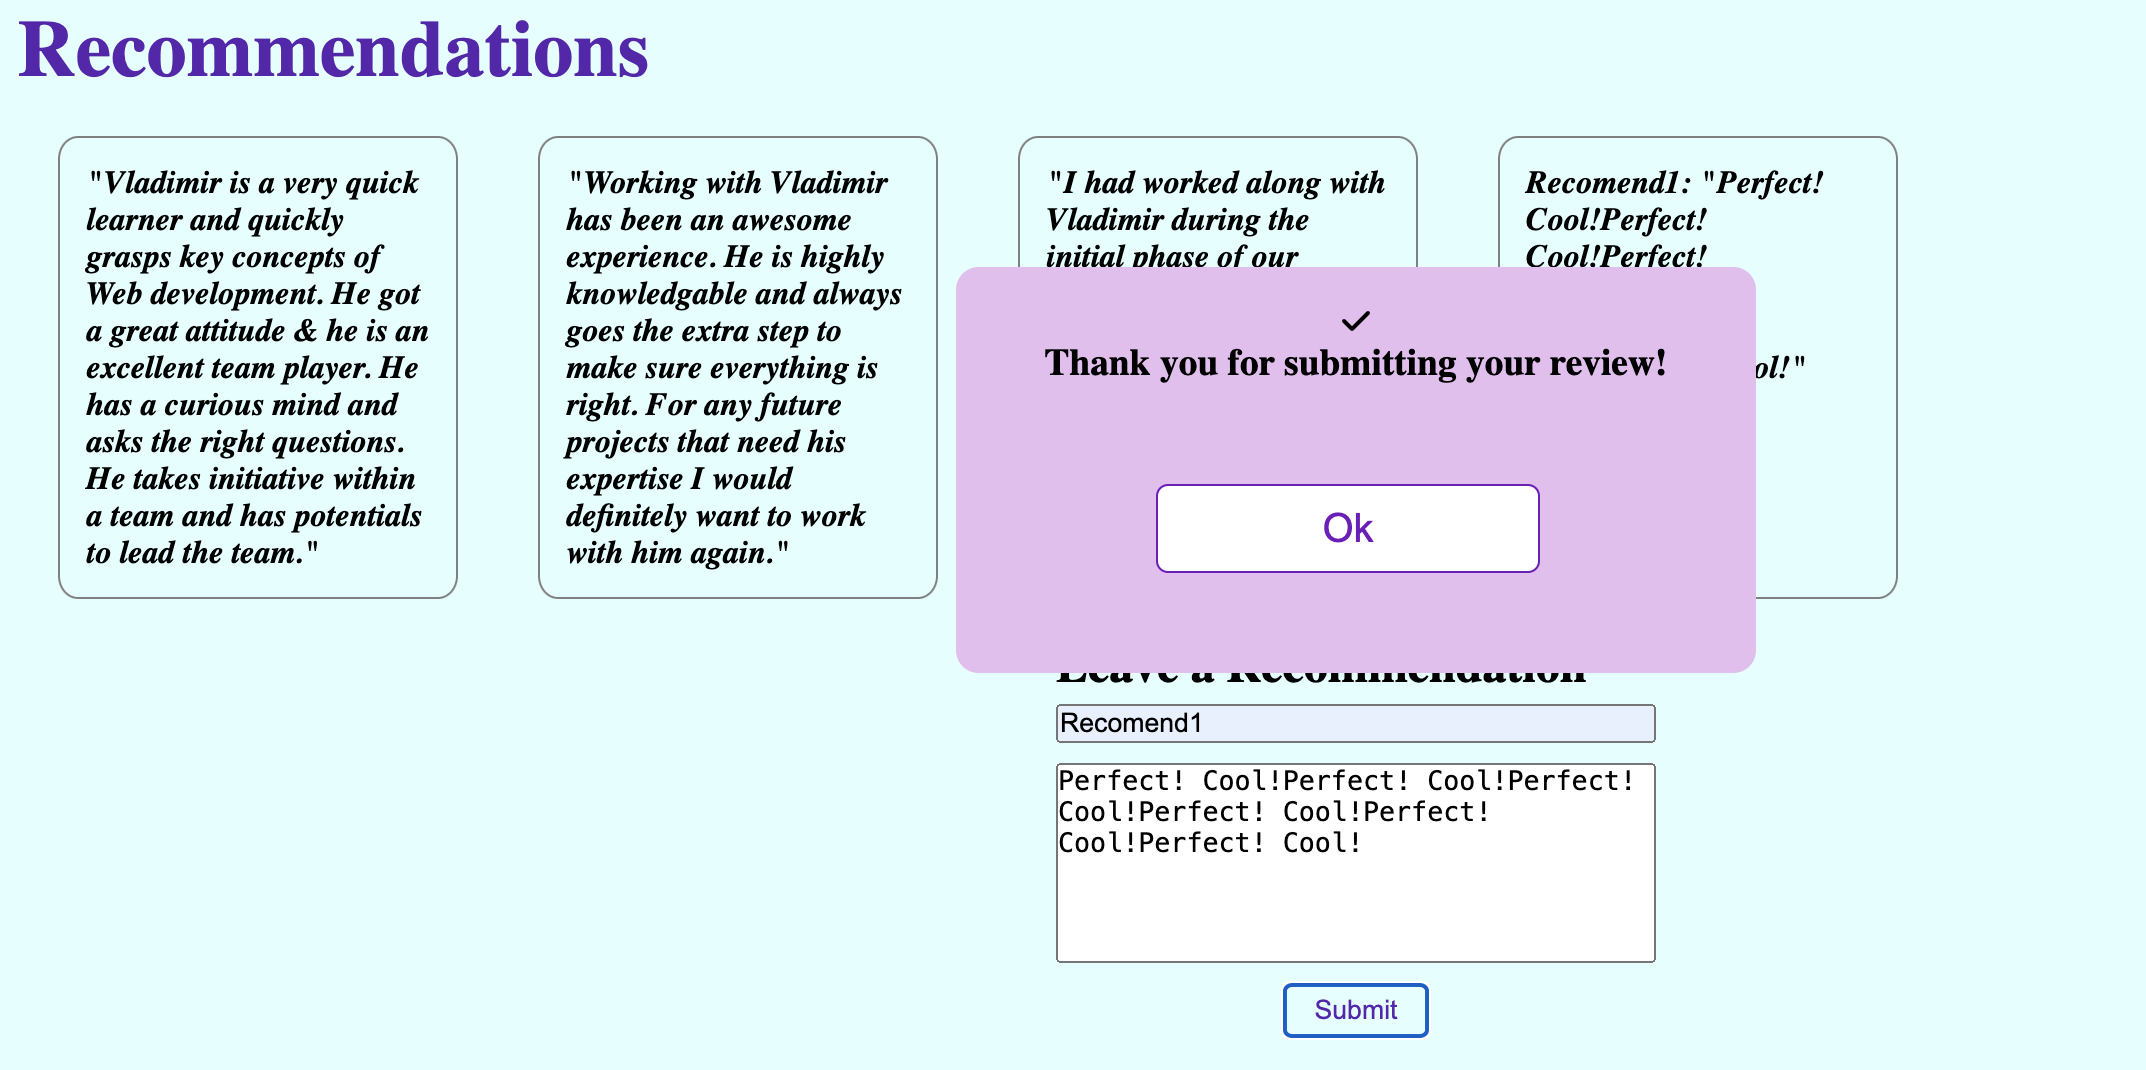 Recommendations
"Vladimir is a very quick
learner and quickly
grasps key concepts of
Web development. He got
a great attitude & he is an
excellent team player. He
has a curious mind and
asks the right questions.
He takes initiative within
a team and has potentials
to lead the team."
"Working with Vladimir
has been an awesome
experience. He is highly
knowledgable and always
goes the extra step to
make sure everything is
right. For any future
projects that need his
expertise I would
definitely want to work
with him again."
"I had worked along with
Vladimir during the
initial phase of our
Recomend1: "Perfect!
Cool!Perfect!
Cool!Perfect!
ol!"
Thank you for submitting your review!
Ok
Leave a Recommendation
Recomend1
Perfect! Cool!Perfect! Cool!Perfect!
Cool!Perfect! Cool!Perfect!
Cool!Perfect! Cool!
Submit